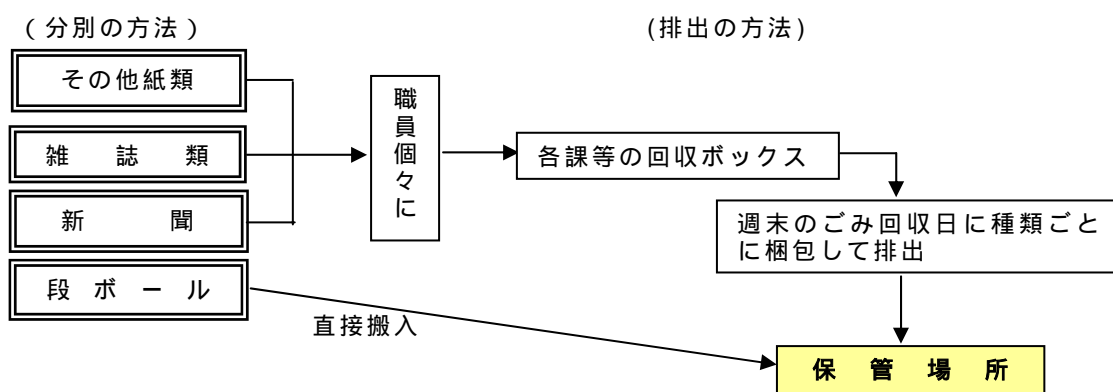 (分別の方法)
(排出の方法)
その他紙類
雑誌類
新聞
段ボール
職員個々に
各課等の回収ボックス
週末のごみ回収日に種類ごと
に梱包して排出
直接搬入
保管場所